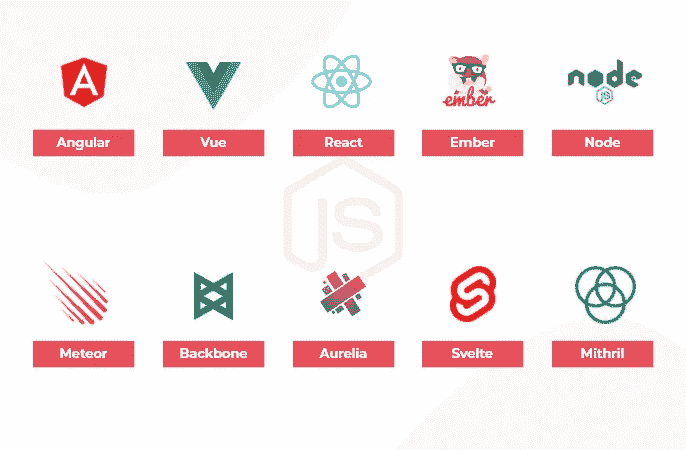 ember
node
JS
Angular
Vue
React
Ember
Node
JS
Meteor
Backbone
Aurelia
Svelte
Mithril